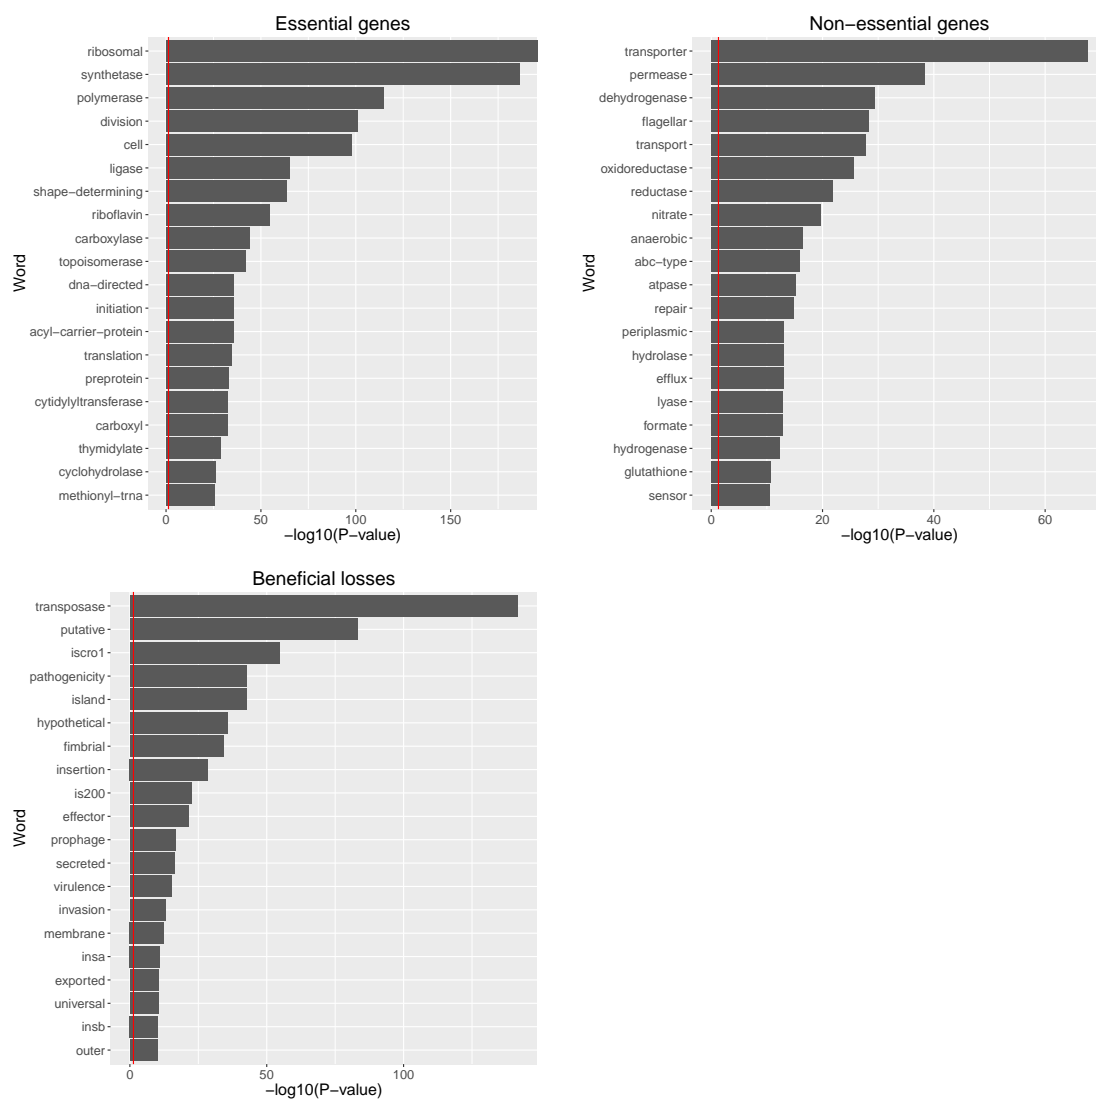 Essential genes
Word
ribosomal
synthetase
polymerase
division
cell
ligase
shape−determining
riboflavin
carboxylase
topoisomerase
dna−directed
initiation
acyl−carrier−protein
translation
preprotein
cytidylyltransferase
carboxyl
thymidylate
cyclohydrolase
methionyl−trna
0 50 100 150
−log10(P−value)
Non−essential genes
Word
transporter
permease
dehydrogenase
flagellar
transport
oxidoreductase
reductase
nitrate
anaerobic
abc−type
atpase
repair
periplasmic
hydrolase
efflux
lyase
formate
hydrogenase
glutathione
sensor
0 20 40 60
−log10(P−value)
Beneficial losses
Word
transposase
putative
iscro1
pathogenicity
island
hypothetical
fimbrial
insertion
is200
effector
prophage
secreted
virulence
invasion
membrane
insa
exported
universal
insb
outer
0 50 100
−log10(P−value)